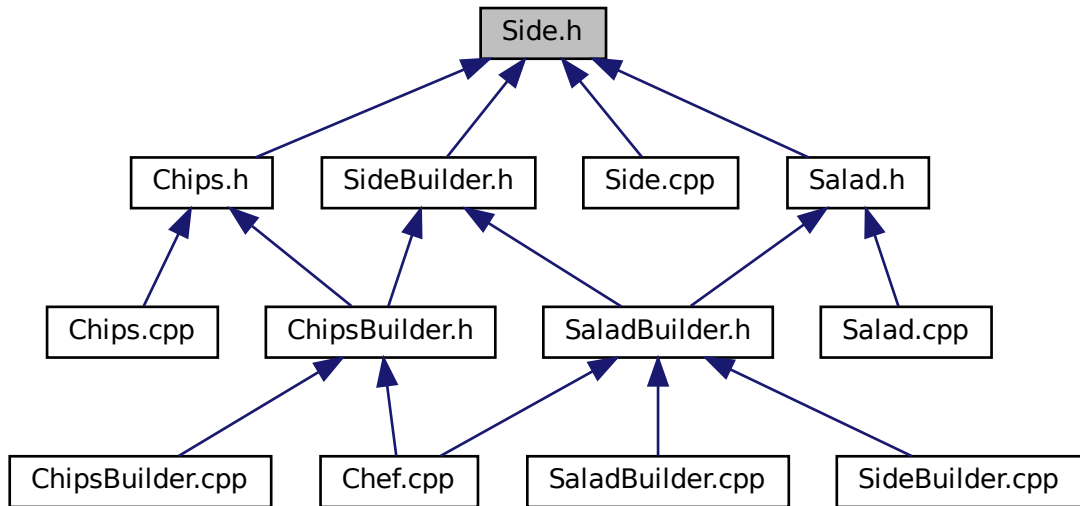 Side.h
Chips.h
SideBuilder.h
Side.cpp
Salad.h
Chips.cpp
ChipsBuilder.h
SaladBuilder.h
Salad.cpp
ChipsBuilder.cpp
Chef.cpp
SaladBuilder.cpp
SideBuilder.cpp